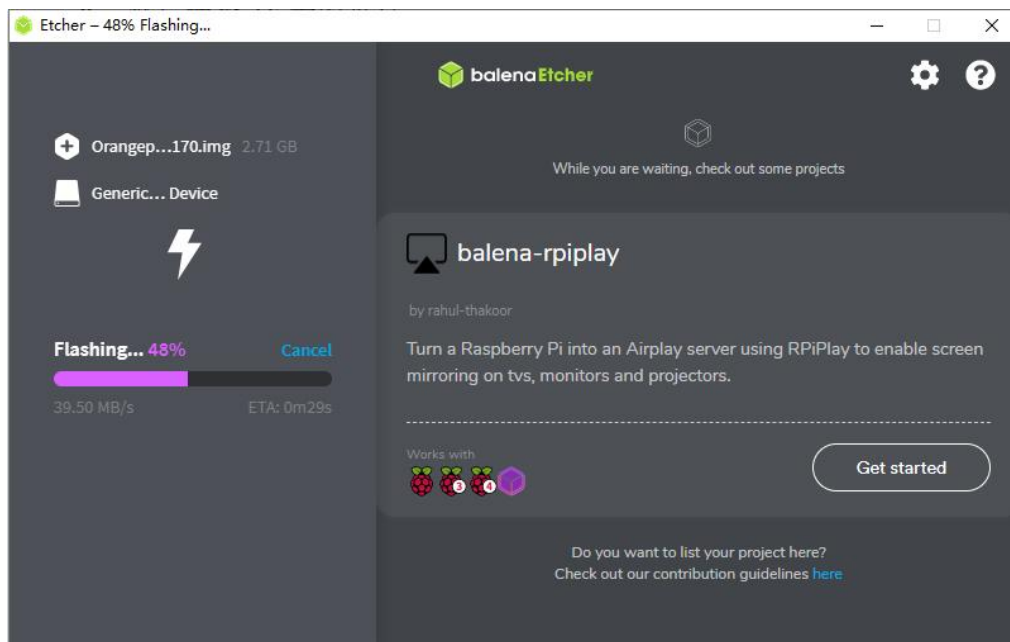 Etcher – 48% Flashing...
balenaEtcher
Orangep...170.img 2.71 GB
Generic... Device
While you are waiting, check out some projects
balena-rpiplay
by rahul-thakoor
Flashing... 48% Cancel
39.50 MB/s ETA: 0m29s
Turn a Raspberry Pi into an Airplay server using RPiPlay to enable screen
mirroring on tvs, monitors and projectors.
Works with
3 4
Get started
Do you want to list your project here?
Check out our contribution guidelines here